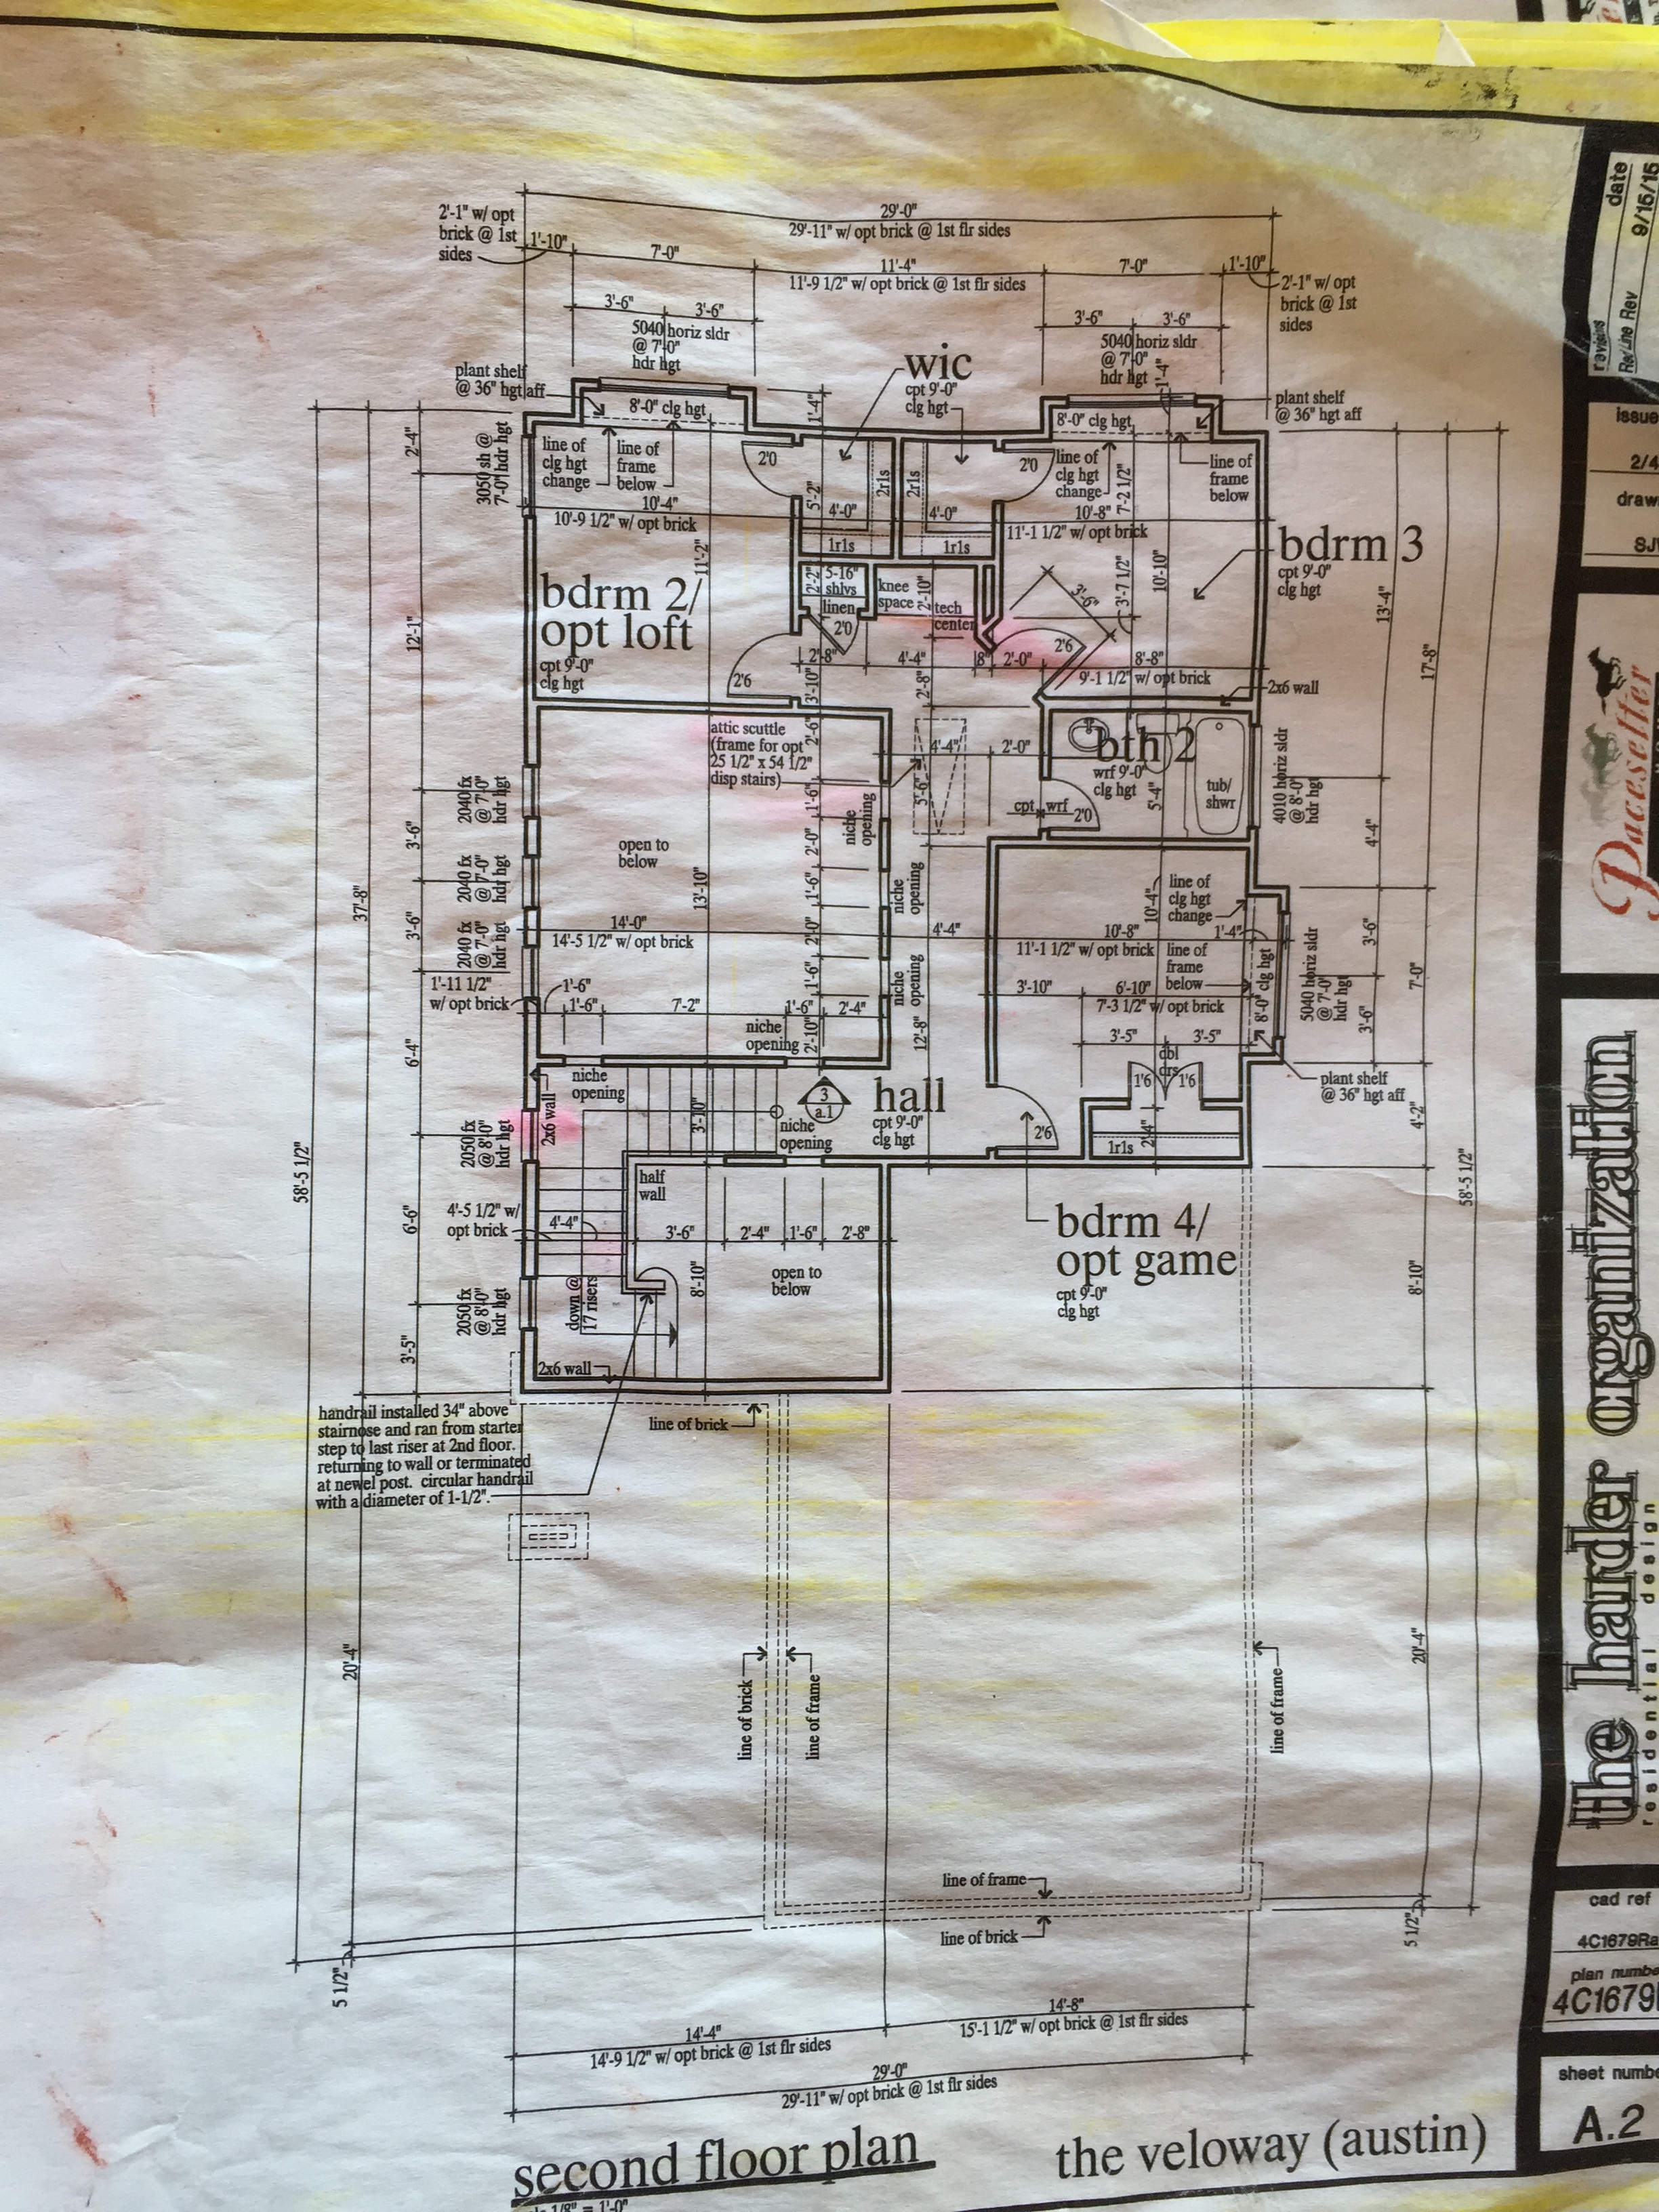 29'-0"
29'-11" w/ opt brick @ 1st flr sides
2'-1" w/ opt
brick @ 1st
sides
1'-10"
7'-0"
11'-4"
11'-9 1/2" w/ opt brick @ 1st flr sides
7'-0"
1'-10"
2'-1" w/ opt
brick @ 1st
sides
3'-6"
3'-6"
5040 horiz sldr
@ 7'-0"
hdr hgt
3'-6"
3'-6"
5040 horiz sldr
@ 7'-0"
hdr hgt
1'-4"
wic
cpt 9'-0"
clg hgt
plant shelf
@ 36" hgt aff
8'-0" clg hgt
1'-4"
8'-0" clg hgt
plant shelf
@ 36" hgt aff
2'-4"
3050 sh @
7'-0" hdr hgt
line of
clg hgt
change
line of
frame
below
2'0
2r1s
2r1s
2'0
line of
clg hgt
change
7'-2 1/2"
line of
frame
below
10'-4"
10'-9 1/2" w/ opt brick
5'-2"
4'-0"
4'-0"
10'-8"
11'-1 1/2" w/ opt brick
1r1s
1r1s
bdrm 3
cpt 9'-0"
clg hgt
11'-2"
bdrm 2/
opt loft
cpt 9'-0"
clg hgt
2'-2"
5-16"
shlvs
linen
2'0
knee
space
2'-10"
tech
center
3'-6"
3'-7 1/2"
10'-10"
13'-4"
17'-8"
12'-1"
2'6
2'-8"
4'-4"
8"
2'-0"
2'6
8'-8"
9'-1 1/2" w/ opt brick
3'-10"
2'-8"
2x6 wall
attic scuttle
(frame for opt
25 1/2" x 54 1/2"
disp stairs)
2'-6"
4'-4"
2'-0"
5'-6"
bth 2
wrf 9'-0"
clg hgt
5'-4"
tub/
shwr
4010 horiz sldr
@ 8'-0"
hdr hgt
cpt
wrf
2'0
4'-4"
2040 fx
@ 7'-0"
hdr hgt
3'-6"
2040 fx
@ 7'-0"
hdr hgt
3'-6"
2040 fx
@ 7'-0"
hdr hgt
37'-8"
open to
below
1'-6"
niche
opening
2'-0"
1'-6"
niche
opening
2'-0"
1'-6"
niche
opening
13'-10"
14'-0"
14'-5 1/2" w/ opt brick
4'-4"
10'-4"
line of
clg hgt
change
10'-8"
11'-1 1/2" w/ opt brick
1'-4"
line of
frame
below
3'-10"
6'-10"
7'-3 1/2" w/ opt brick
8'-0" clg hgt
5040 horiz sldr
@ 7'-0"
hdr hgt
3'-6"
3'-6"
7'-0"
1'-11 1/2"
w/ opt brick
1'-6"
1'-6"
7'-2"
1'-6"
2'-4"
niche
opening
2'-10"
12'-8"
3'-5"
3'-5"
dbl
drs
1'6
1'6
plant shelf
@ 36" hgt aff
6'-4"
niche
opening
2x6 wall
3'-10"
3
a.1
niche
opening
hall
cpt 9'-0"
clg hgt
2'6
2'-4"
1r1s
4'-2"
2050 fx
@ 8'-0"
hdr hgt
58'-5 1/2"
58'-5 1/2"
half
wall
4'-5 1/2" w/
opt brick
4'-4"
3'-6"
2'-4"
1'-6"
2'-8"
6'-6"
bdrm 4/
opt game
cpt 9'-0"
clg hgt
8'-10"
open to
below
8'-10"
down @
17 risers
2050 fx
@ 8'-0"
hdr hgt
3'-5"
2x6 wall
line of brick
handrail installed 34" above
stairnose and ran from starter
step to last riser at 2nd floor.
returning to wall or terminated
at newel post. circular handrail
with a diameter of 1-1/2".
20'-4"
line of brick
line of frame
line of frame
20'-4"
line of frame
line of brick
5 1/2"
5 1/2"
14'-4"
14'-9 1/2" w/ opt brick @ 1st flr sides
14'-8"
15'-1 1/2" w/ opt brick @ 1st flr sides
29'-0"
29'-11" w/ opt brick @ 1st flr sides
second floor plan
1/8" = 1'-0"
the veloway (austin)
revisions
date
Redline Rev
9/16/15
issue
2/4
draw
SJ
Pacesetter
the harder organization
residential design
cad ref
4C1679Ra
plan numbe
4C1679
sheet numbe
A.2